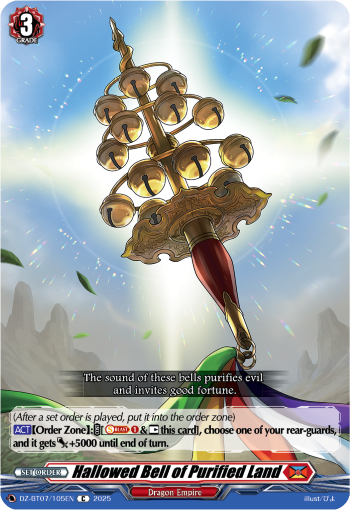 3
GRADE
The sound of these bells purifies evil
and invites good fortune.
(After a set order is played, put it into the order zone)
ACT [Order Zone]: [SOUL BLAST 1 & this card], choose one of your rear-guards,
and it gets +5000 until end of turn.
SET ORDER
Hallowed Bell of Purified Land
DZ-BT07/105EN C 2025
Dragon Empire